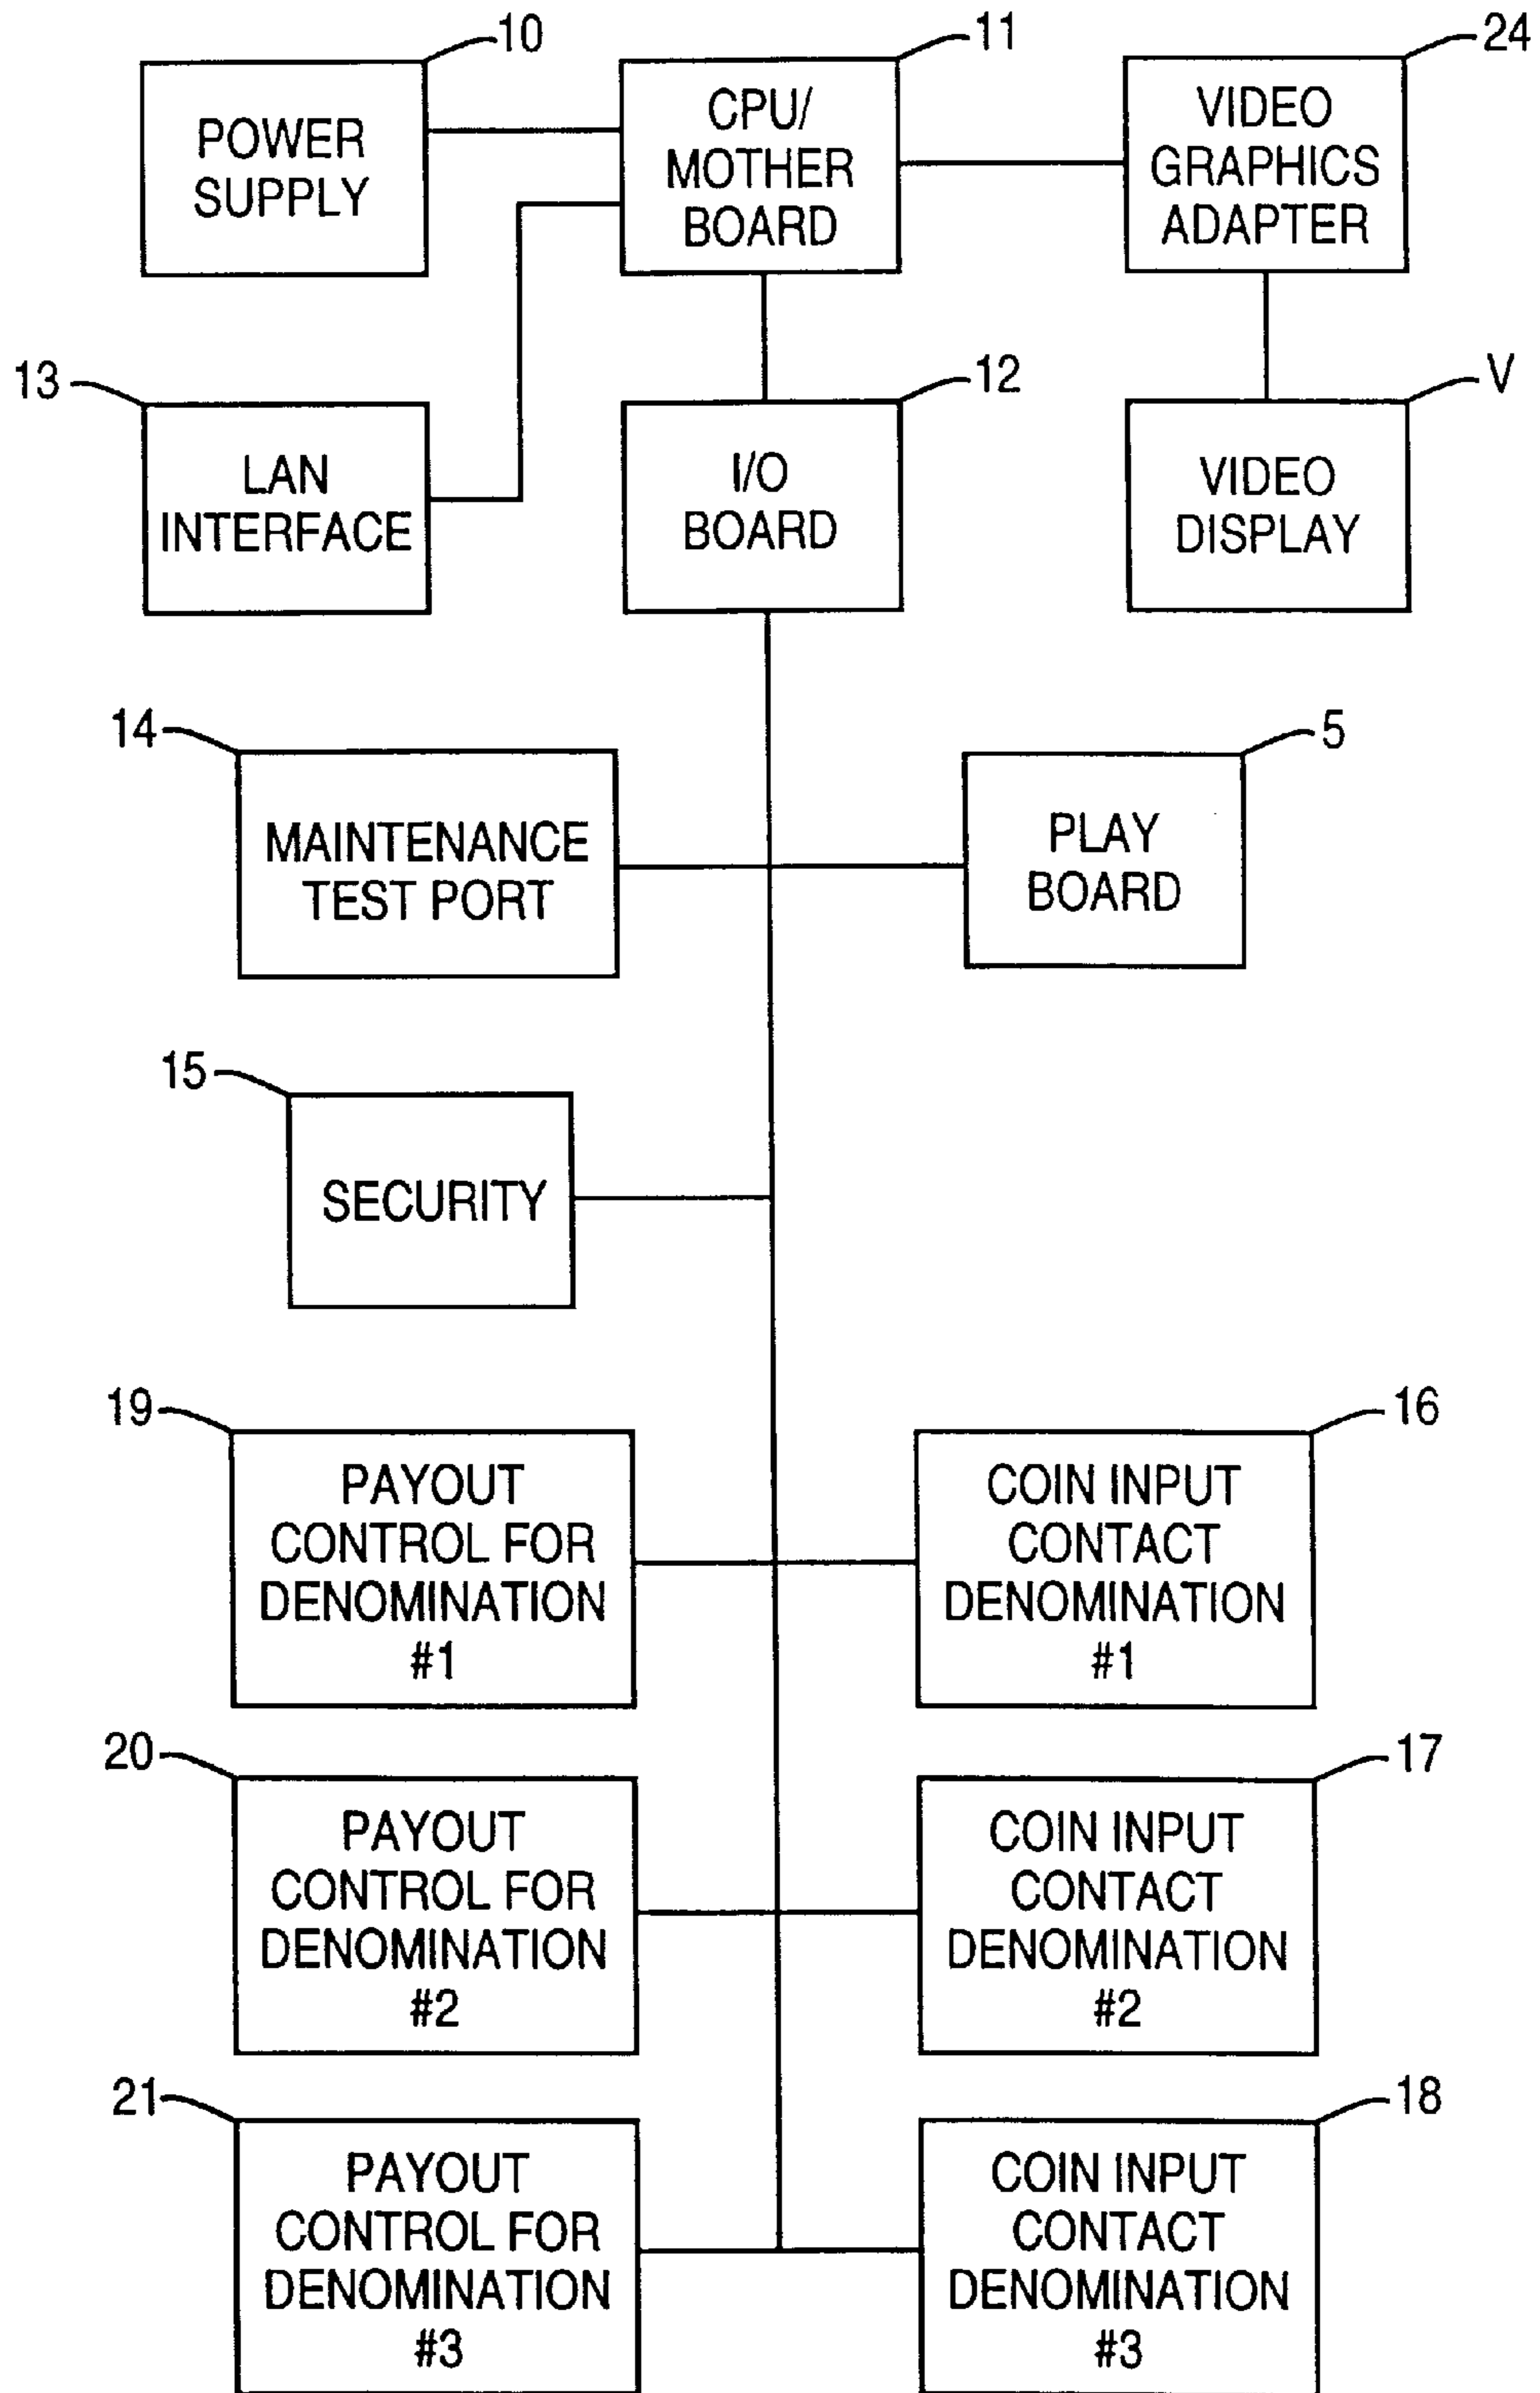 10
11
24
POWER
SUPPLY
CPU/
MOTHER
BOARD
VIDEO
GRAPHICS
ADAPTER
13
12
V
LAN
INTERFACE
I/O
BOARD
VIDEO
DISPLAY
14
5
MAINTENANCE
TEST PORT
PLAY
BOARD
15
SECURITY
19
16
PAYOUT
CONTROL FOR
DENOMINATION
#1
COIN INPUT
CONTACT
DENOMINATION
#1
20
17
PAYOUT
CONTROL FOR
DENOMINATION
#2
COIN INPUT
CONTACT
DENOMINATION
#2
21
18
PAYOUT
CONTROL FOR
DENOMINATION
#3
COIN INPUT
CONTACT
DENOMINATION
#3